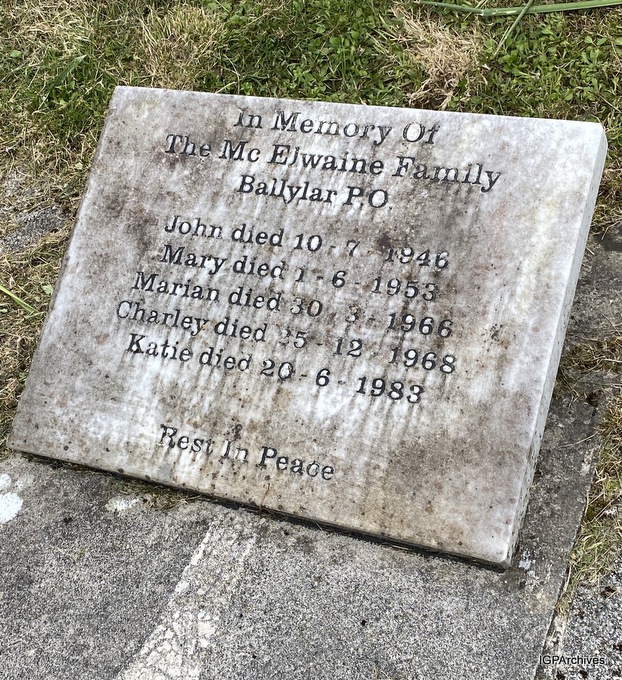 In Memory Of
The Mc Elwaine Family
Ballylar P.O
John died 10 - 7 - 1946
Mary died 1 - 6 - 1953
Marian died 30 - 3 - 1966
Charley died 25 - 12 - 1968
Katie died 20 - 6 - 1983
Rest In Peace
IGPArchives